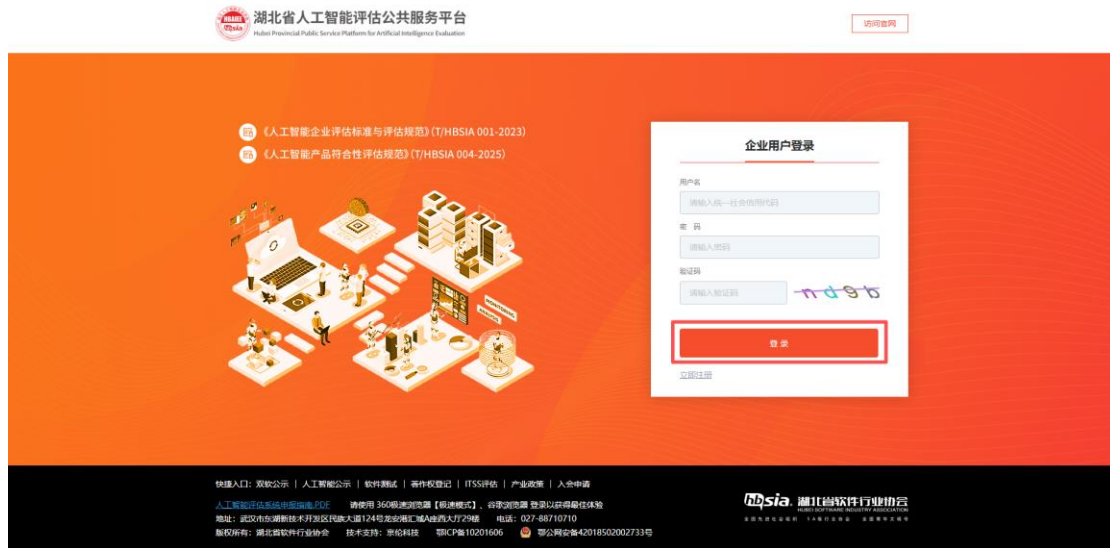 湖北省人工智能评估公共服务平台
Hubei Provincial Public Service Platform for Artificial Intelligence Evaluation
访问官网
《人工智能企业评估标准与评估规范》(T/HBSIA 001-2023)
《人工智能产品符合性评估规范》(T/HBSIA 004-2025)
企业用户登录
用户名
请输入统一社会信用代码
密 码
请输入密码
验证码
请输入验证码
nd9b
登 录
立即注册
MONITORING
ANALYSIS
快捷入口：双软公示 | 人工智能公示 | 软件测试 | 著作权登记 | ITSS评估 | 产业政策 | 入会申请
人工智能评估系统申报指南.PDF 请使用 360极速浏览器【极速模式】、谷歌浏览器 登录以获得最佳体验
地址：武汉市东湖新技术开发区民族大道124号龙安港汇城A座西大厅29楼 电话：027-88710710
版权所有：湖北省软件行业协会 技术支持：京伦科技 鄂ICP备10201606 鄂公网安备42018502002733号
hbsia. 湖北省软件行业协会
HUBEI SOFTWARE INDUSTRY ASSOCIATION